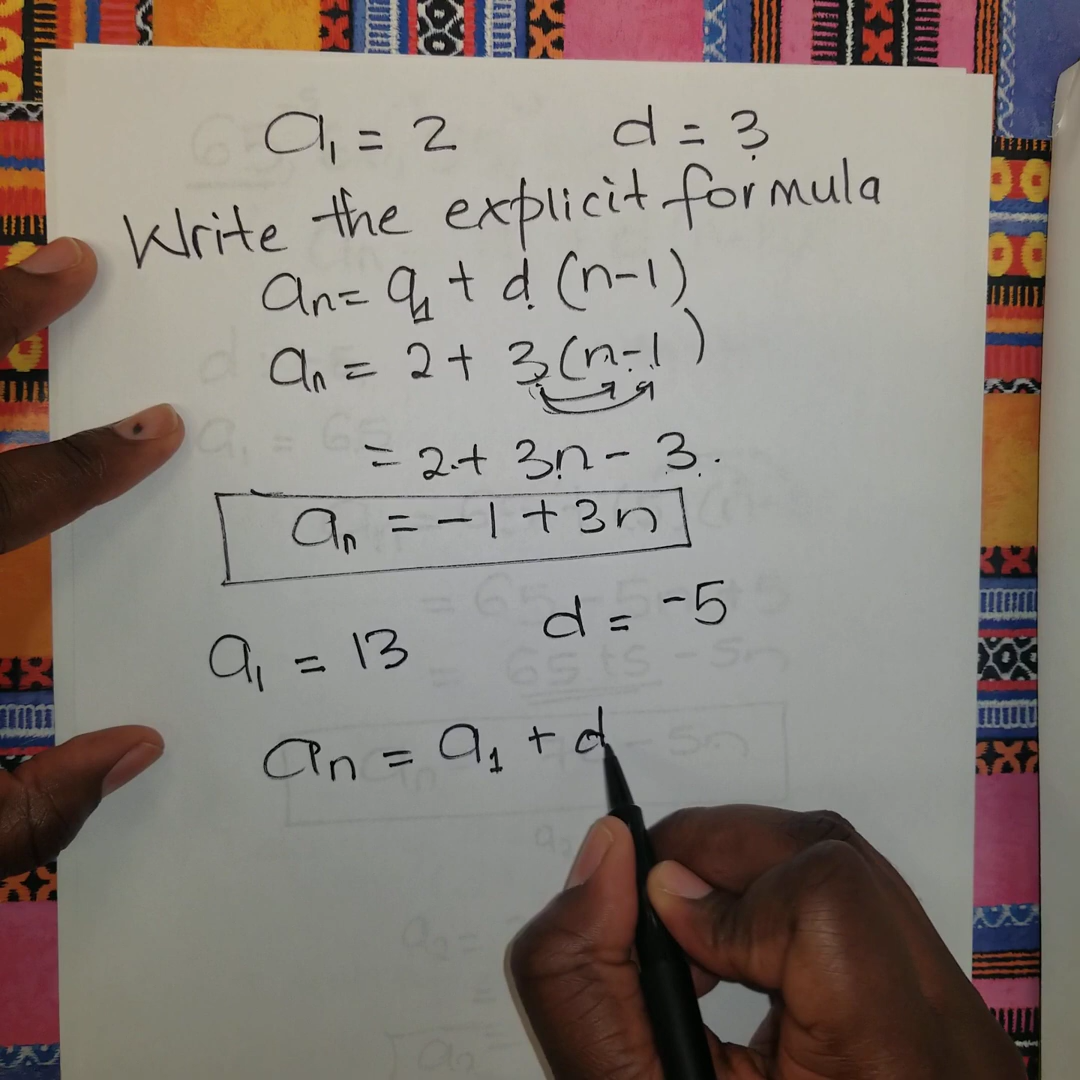 a₁ = 2 d = 3
Write the explicit formula
aₙ = a₁ + d (n-1)
aₙ = 2 + 3(n-1)
= 2 + 3n - 3
aₙ = -1 + 3n
a₁ = 13 d = -5
aₙ = a₁ + d